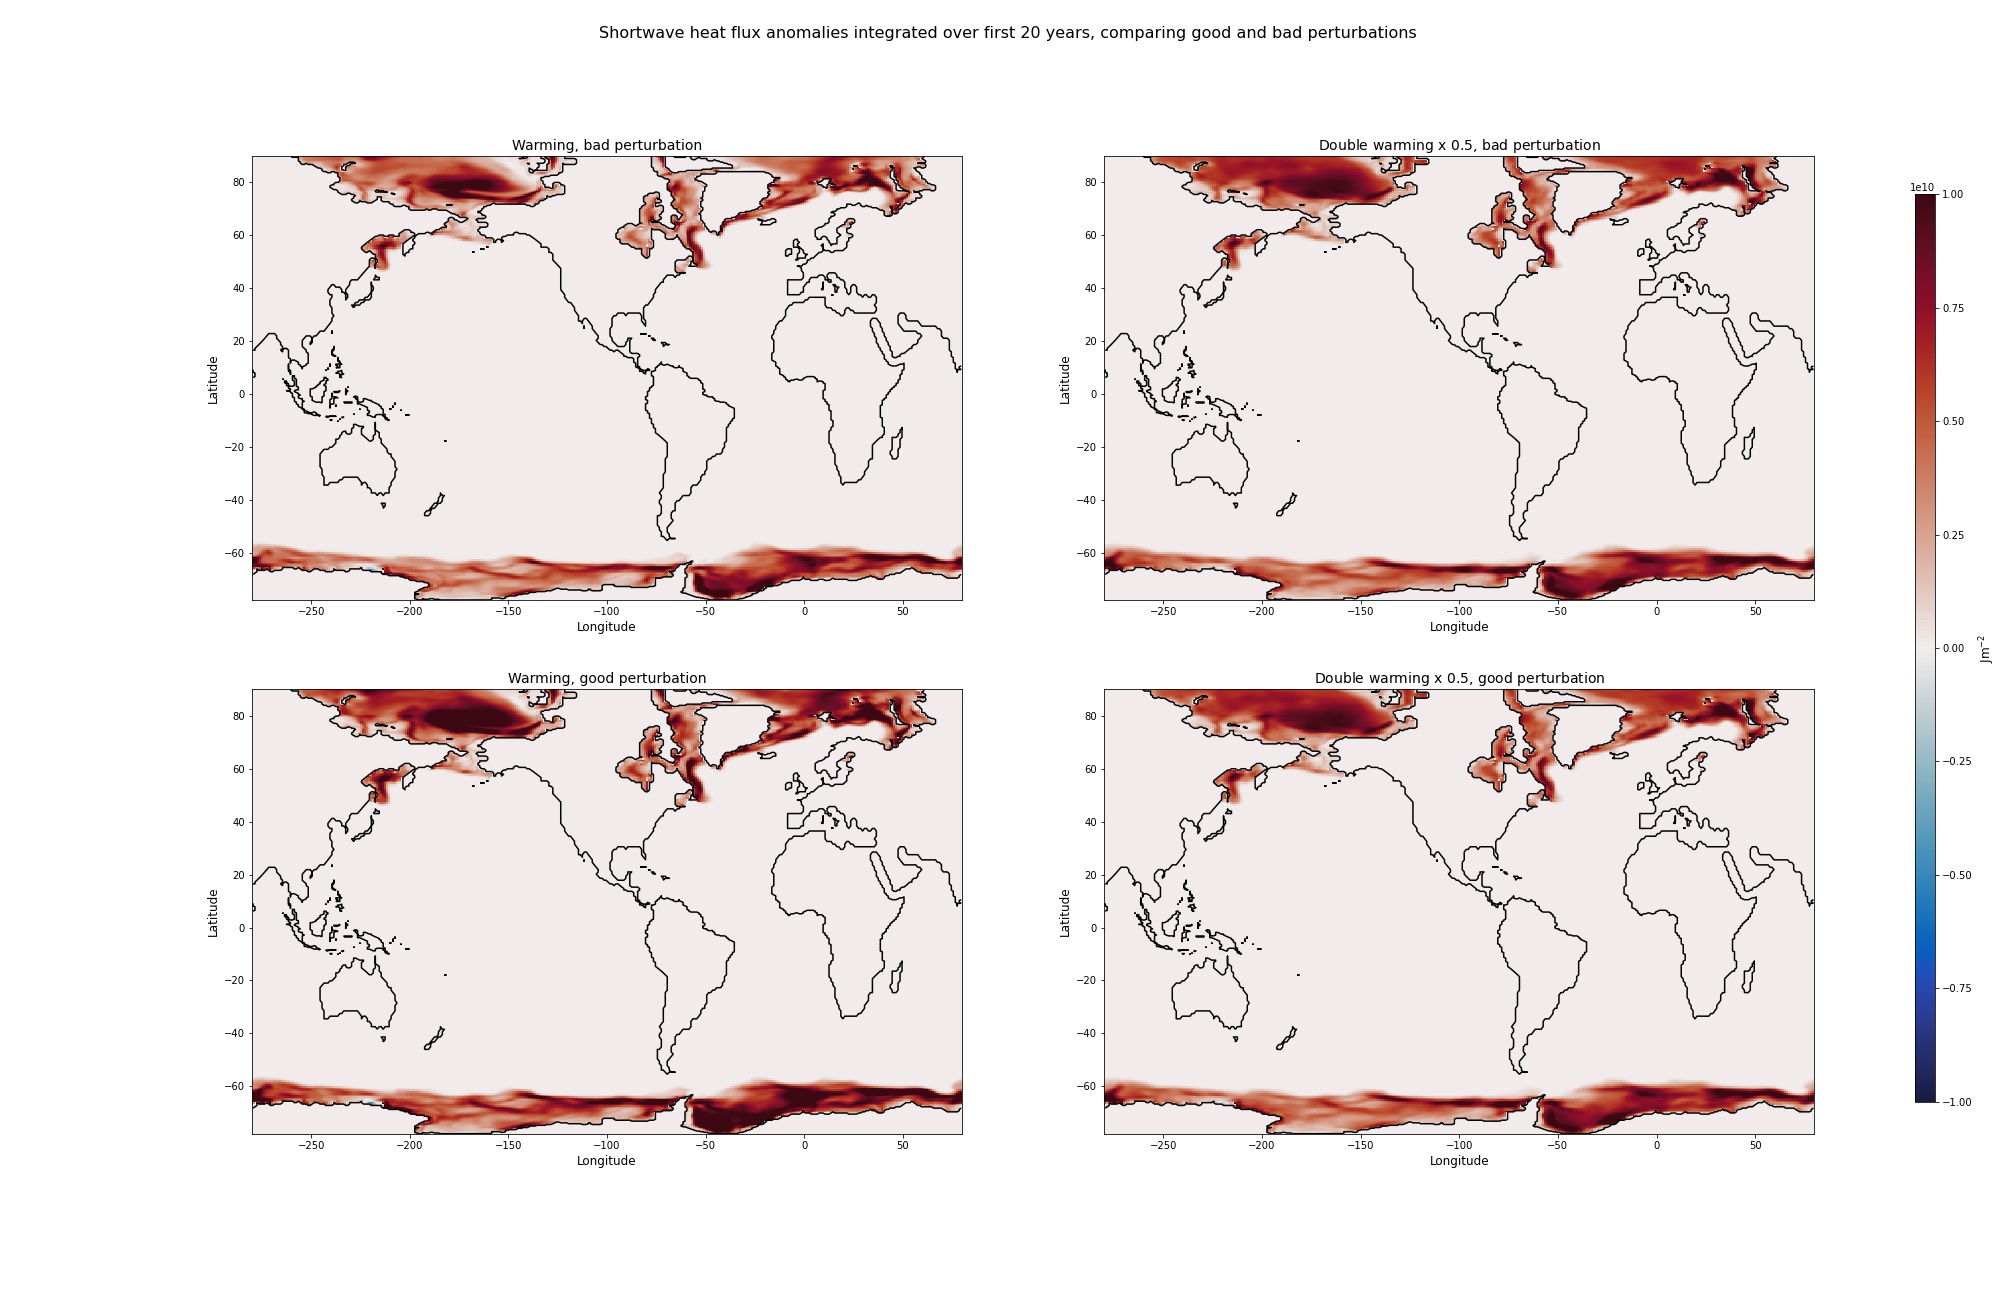 Shortwave heat flux anomalies integrated over first 20 years, comparing good and bad perturbations
Warming, bad perturbation
80
60
40
20
0
−20
−40
−60
Latitude
−250 −200 −150 −100 −50 0 50
Longitude
Double warming x 0.5, bad perturbation
80
60
40
20
0
−20
−40
−60
Latitude
−250 −200 −150 −100 −50 0 50
Longitude
Warming, good perturbation
80
60
40
20
0
−20
−40
−60
Latitude
−250 −200 −150 −100 −50 0 50
Longitude
Double warming x 0.5, good perturbation
80
60
40
20
0
−20
−40
−60
Latitude
−250 −200 −150 −100 −50 0 50
Longitude
1e10
1.00
0.75
0.50
0.25
0.00
−0.25
−0.50
−0.75
−1.00
Jm⁻²